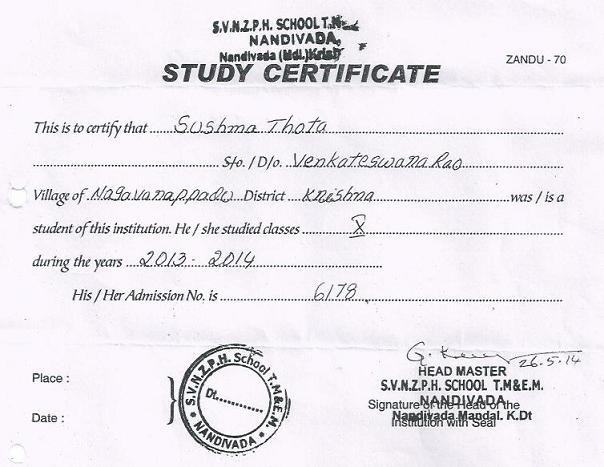 S.V.N.Z.P.H. SCHOOL T.M
NANDIVADA,
Nandivada (Mdl.) Krish
ZANDU - 70
STUDY CERTIFICATE
This is to certify that Sushma Thota
S/o. / D/o. Venkateswara Rao
Village of Nagavarappadu District Krishna was / is a
student of this institution. He / she studied classes X
during the years 2013 - 2014
His / Her Admission No. is 6178
Place :
Date :
S.V.N.Z.P.H. School T.M.& E.M.
Dt.
NANDIVADA
G. 
26.5.14
HEAD MASTER
S.V.N.Z.P.H. SCHOOL T.M& E.M.
NANDIVADA
Signature of the Head of the
Nandivada Mandal. K.Dt
Institution with Seal